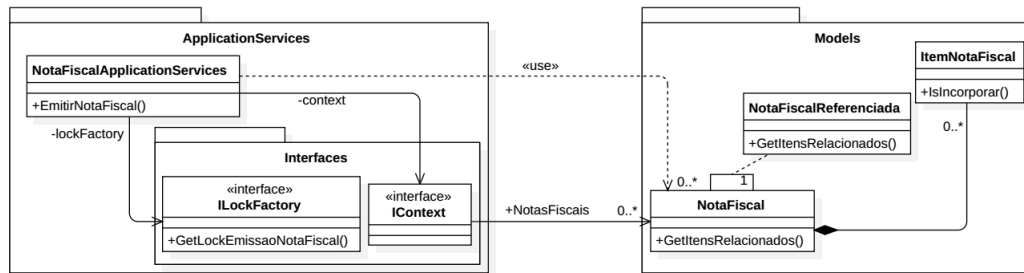 ApplicationServices
NotaFiscalApplicationServices
+EmitirNotaFiscal()
-context
-lockFactory
Interfaces
«interface»
ILockFactory
+GetLockEmissaoNotaFiscal()
«interface»
IContext
«use»
+NotasFiscais
0..*
Models
ItemNotaFiscal
+IsIncorporar()
0..*
NotaFiscalReferenciada
+GetItensRelacionados()
0..*
1
NotaFiscal
+GetItensRelacionados()